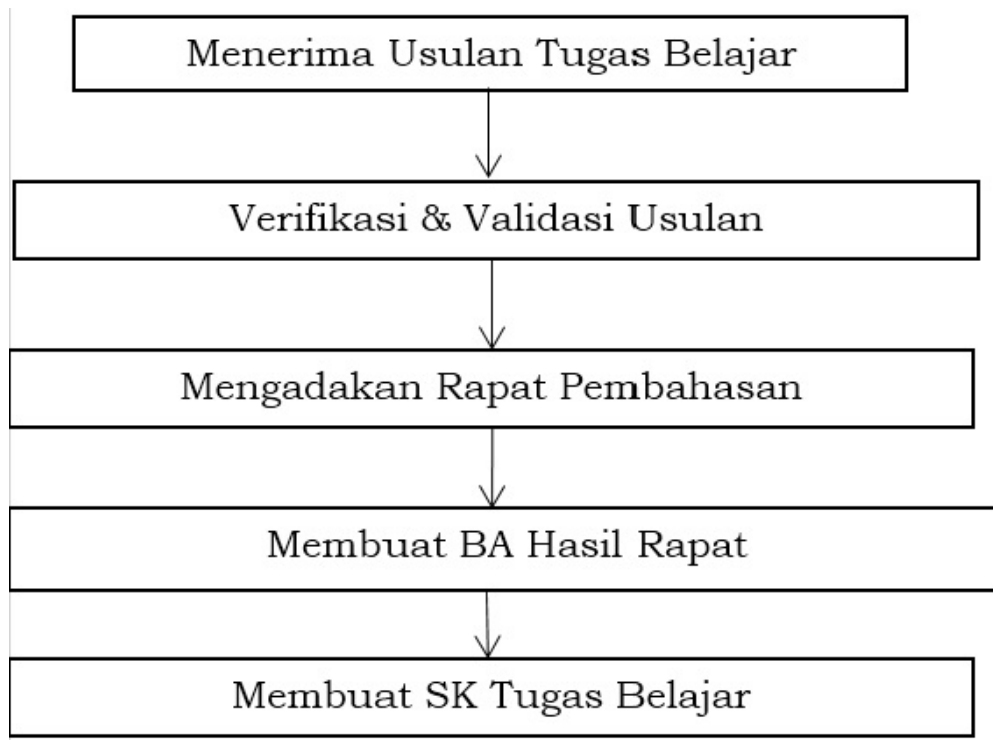 Menerima Usulan Tugas Belajar
Verifikasi & Validasi Usulan
Mengadakan Rapat Pembahasan
Membuat BA Hasil Rapat
Membuat SK Tugas Belajar